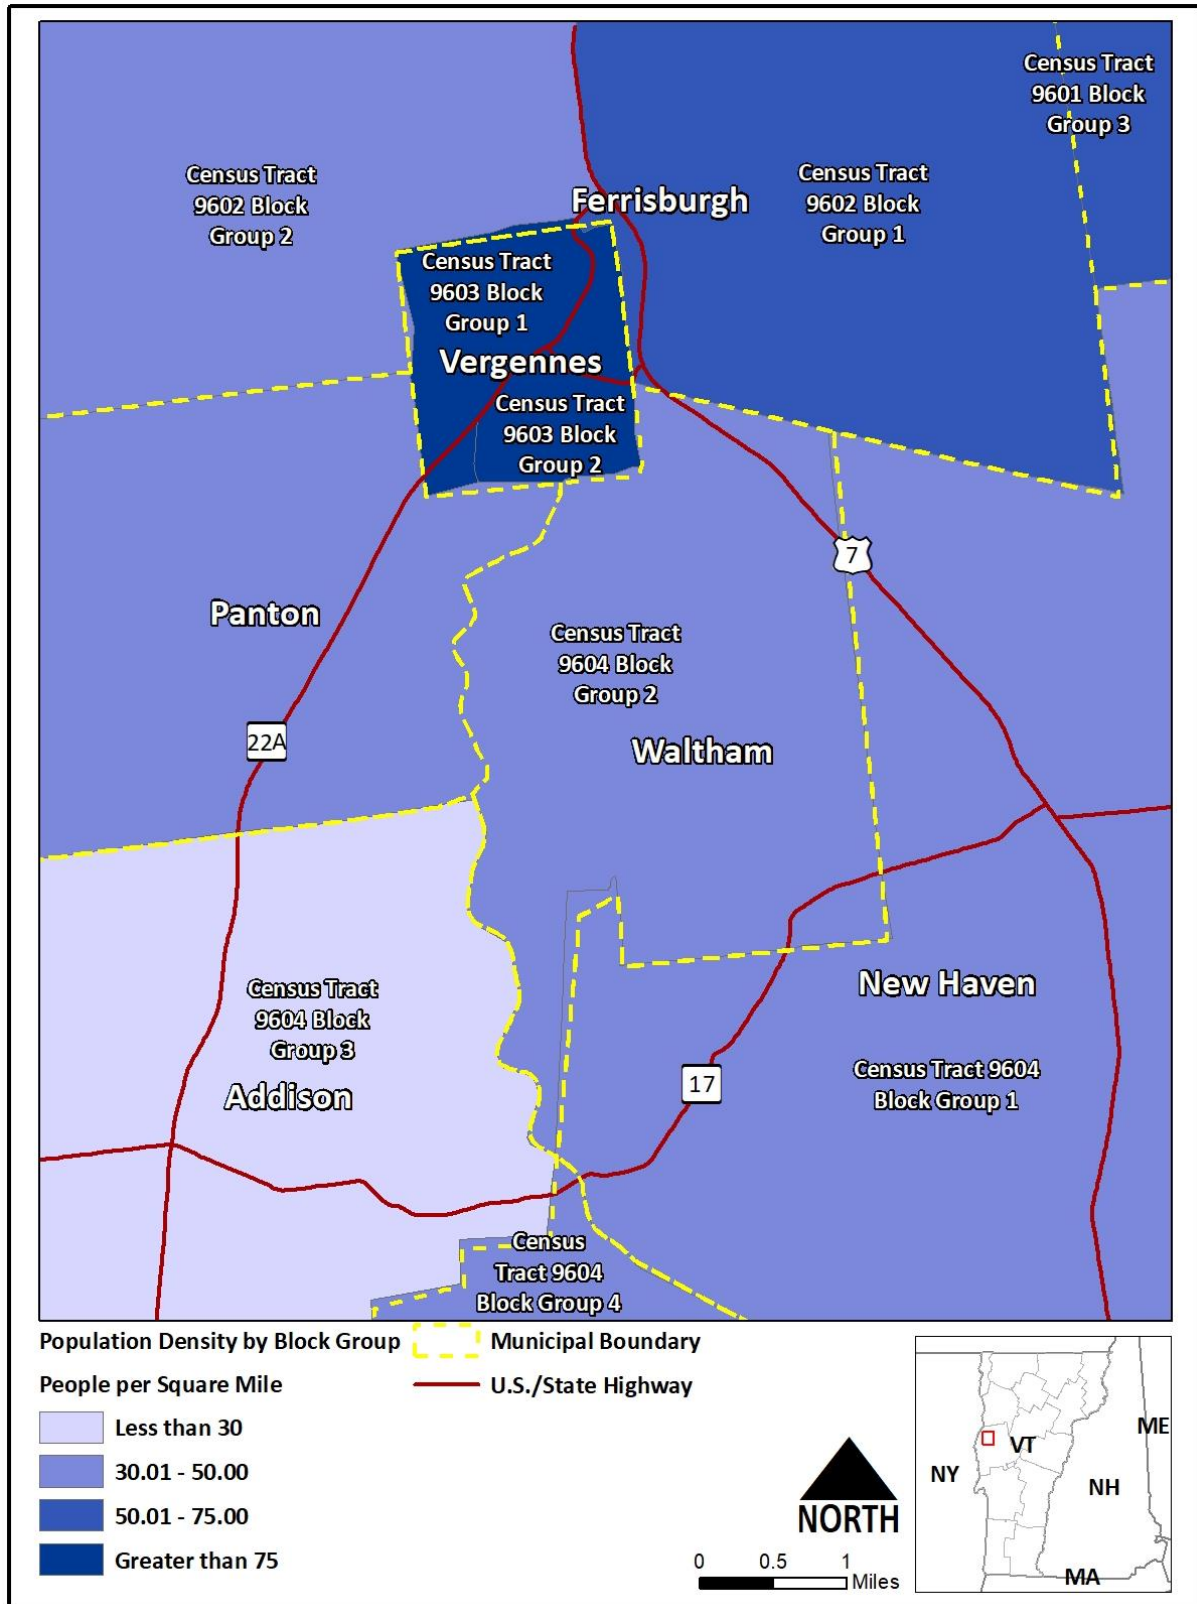 Census Tract
9601 Block
Group 3
Census Tract
9602 Block
Group 2
Ferrisburgh
Census Tract
9602 Block
Group 1
Census Tract
9603 Block
Group 1
Vergennes
Census Tract
9603 Block
Group 2
7
Panton
Census Tract
9604 Block
Group 2
22A
Waltham
Census Tract
9604 Block
Group 3
Addison
New Haven
Census Tract 9604
Block Group 1
17
Census
Tract 9604
Block Group 4
Population Density by Block Group
Municipal Boundary
People per Square Mile
U.S./State Highway
Less than 30
30.01 - 50.00
50.01 - 75.00
Greater than 75
NORTH
0 0.5 1
Miles
ME
VT
NY
NH
MA